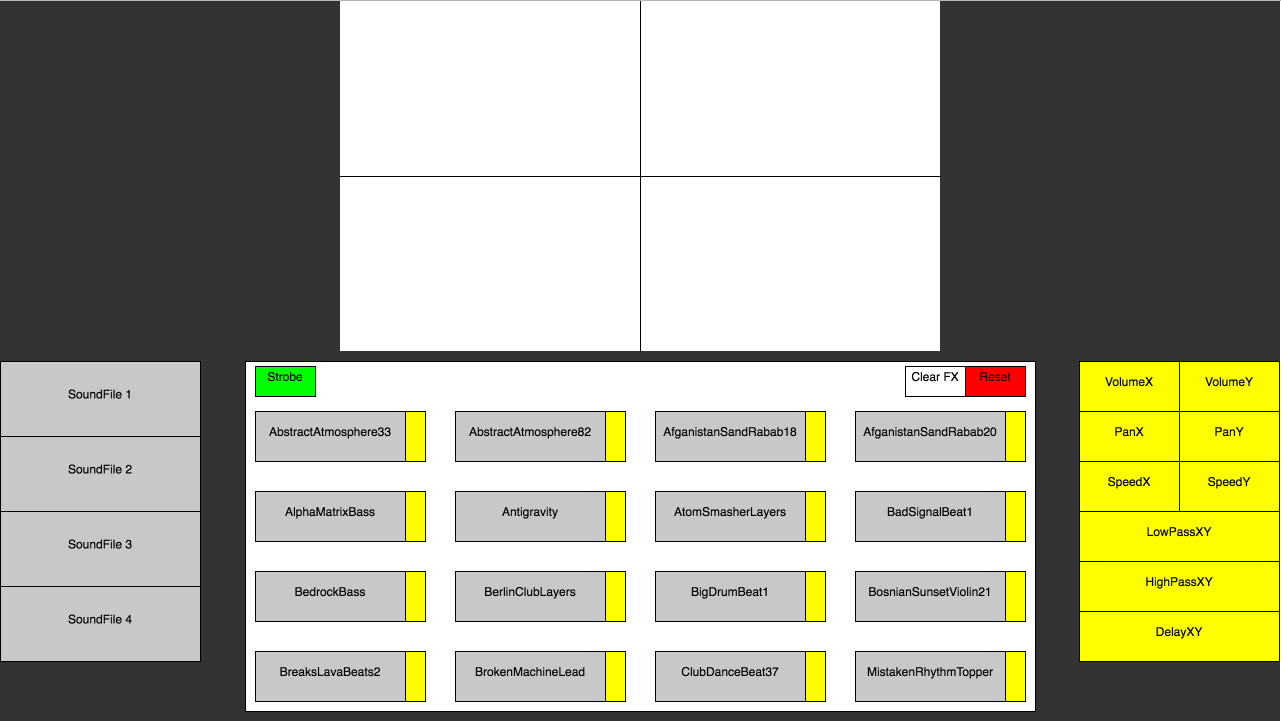 Strobe
Clear FX
Reset
SoundFile 1
SoundFile 2
SoundFile 3
SoundFile 4
AbstractAtmosphere33
AbstractAtmosphere82
AfganistanSandRabab18
AfganistanSandRabab20
AlphaMatrixBass
Antigravity
AtomSmasherLayers
BadSignalBeat1
BedrockBass
BerlinClubLayers
BigDrumBeat1
BosnianSunsetViolin21
BreaksLavaBeats2
BrokenMachineLead
ClubDanceBeat37
MistakenRhythmTopper
VolumeX
VolumeY
PanX
PanY
SpeedX
SpeedY
LowPassXY
HighPassXY
DelayXY